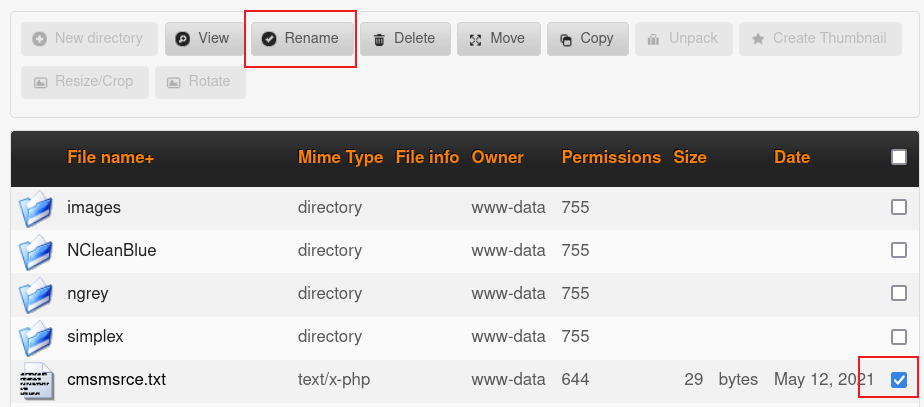 New directory View Rename Delete Move Copy Unpack Create Thumbnail
Resize/Crop Rotate
File name+ Mime Type File info Owner Permissions Size Date
images directory www-data 755
NCleanBlue directory www-data 755
ngrey directory www-data 755
simplex directory www-data 755
cmsmsrce.txt text/x-php www-data 644 29 bytes May 12, 2021